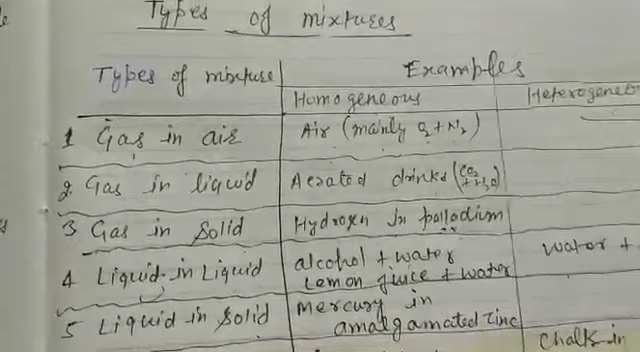 Types of mixtures
Types of mixture Examples
Homogeneous Heterogeneo
1 Gas in air Air (mainly O2+N2)
2 Gas in liquid Aerated drinks (CO2 + H2O)
3 Gas in solid Hydrogen in palladium
4 Liquid in Liquid alcohol + water water +
Lemon juice + water
5 Liquid in solid Mercury in
amalgamated zinc
Chalk in